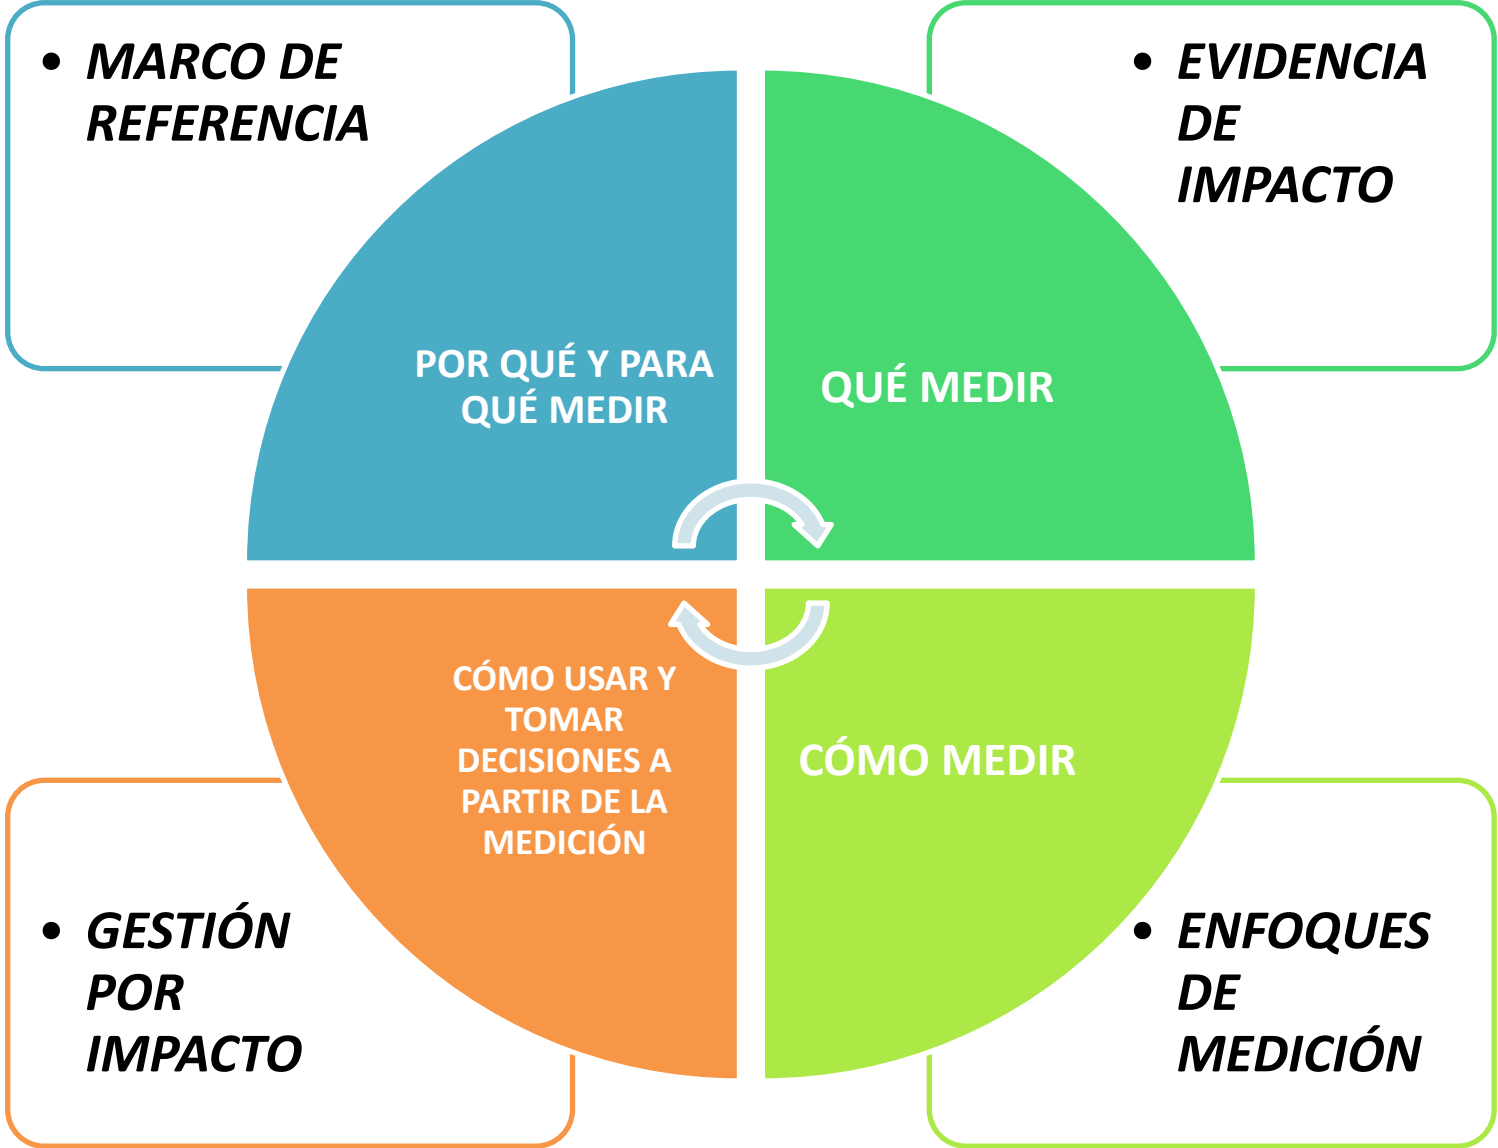 • MARCO DE
REFERENCIA
• EVIDENCIA
DE
IMPACTO
POR QUÉ Y PARA
QUÉ MEDIR
QUÉ MEDIR
CÓMO USAR Y
TOMAR
DECISIONES A
PARTIR DE LA
MEDICIÓN
CÓMO MEDIR
• GESTIÓN
POR
IMPACTO
• ENFOQUES
DE
MEDICIÓN